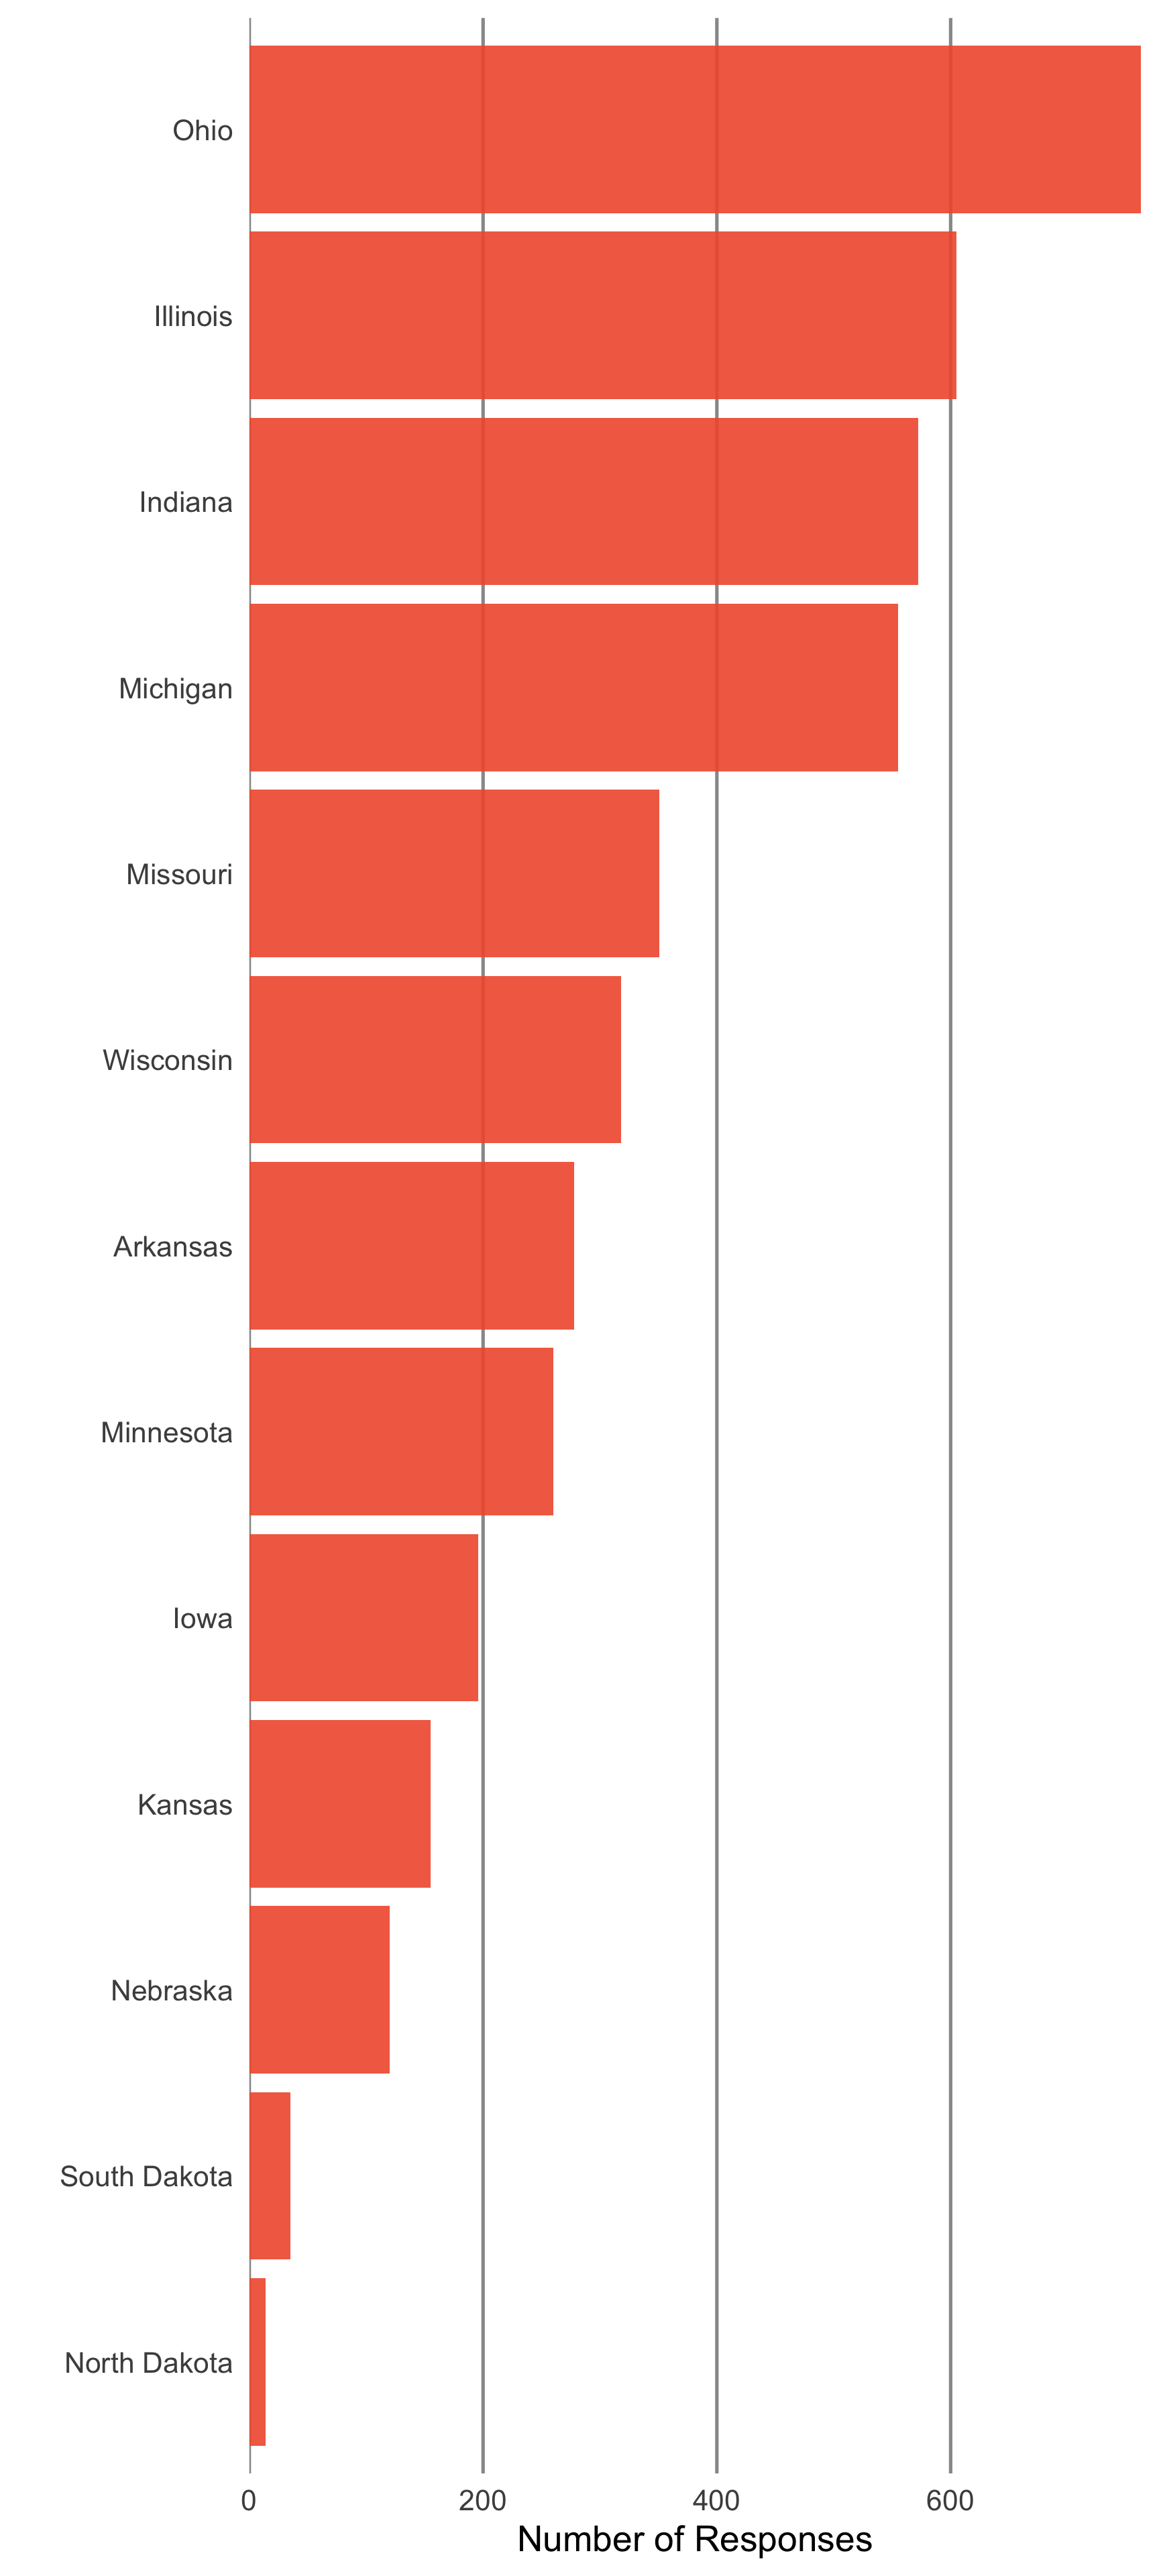 Ohio
Illinois
Indiana
Michigan
Missouri
Wisconsin
Arkansas
Minnesota
Iowa
Kansas
Nebraska
South Dakota
North Dakota
0 200 400 600
Number of Responses